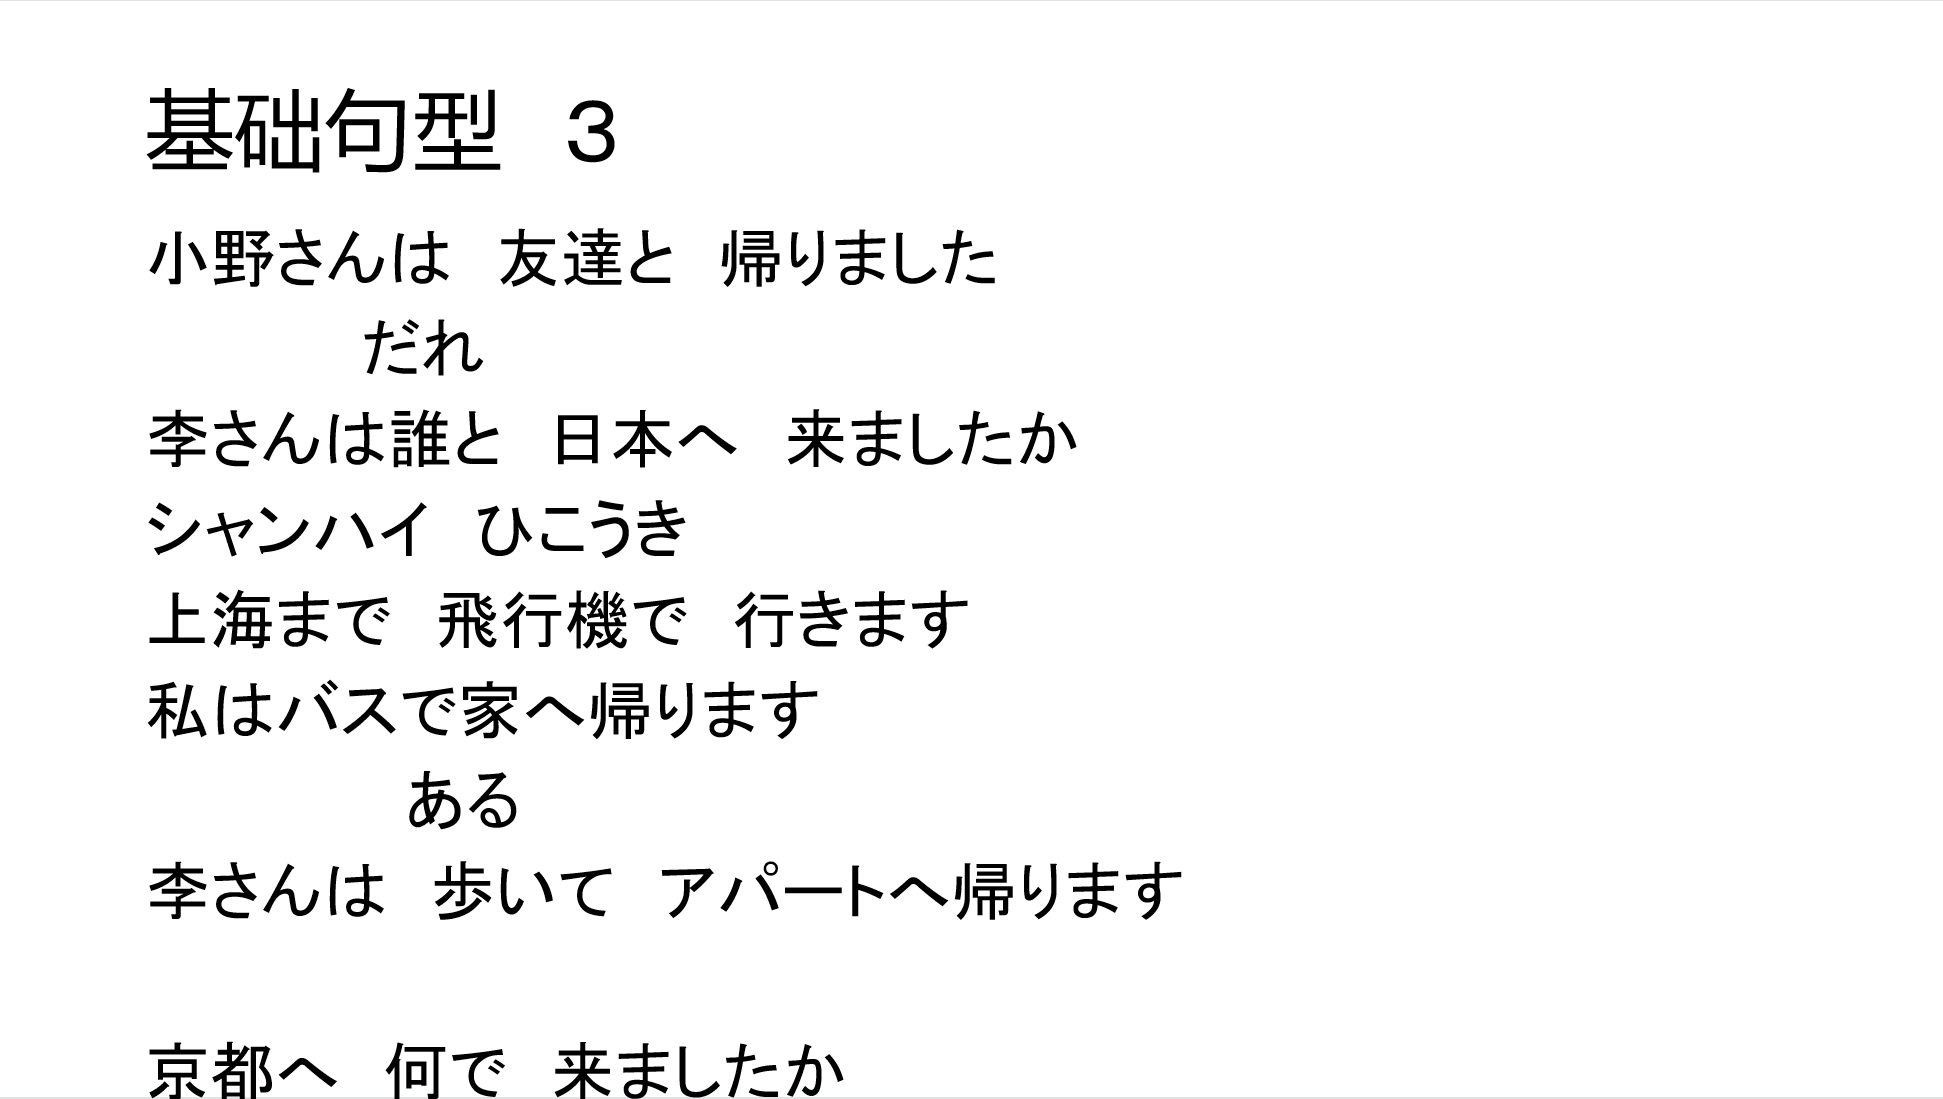 基础句型　３
小野さんは　友達と　帰りました
だれ
李さんは誰と　日本へ　来ましたか
シャンハイ　ひこうき
上海まで　飛行機で　行きます
私はバスで家へ帰ります
ある
李さんは　歩いて　アパートへ帰ります
京都へ　何で　来ましたか